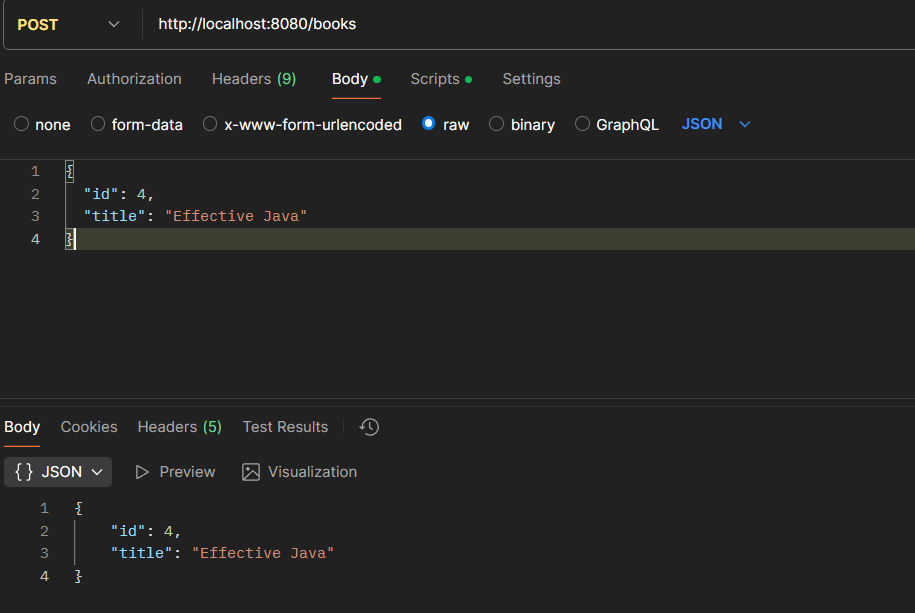 POST http://localhost:8080/books
Params Authorization Headers (9) Body Scripts Settings
none form-data x-www-form-urlencoded raw binary GraphQL JSON
1 {
2 "id": 4,
3 "title": "Effective Java"
4 }
Body Cookies Headers (5) Test Results
{} JSON Preview Visualization
1 {
2 "id": 4,
3 "title": "Effective Java"
4 }